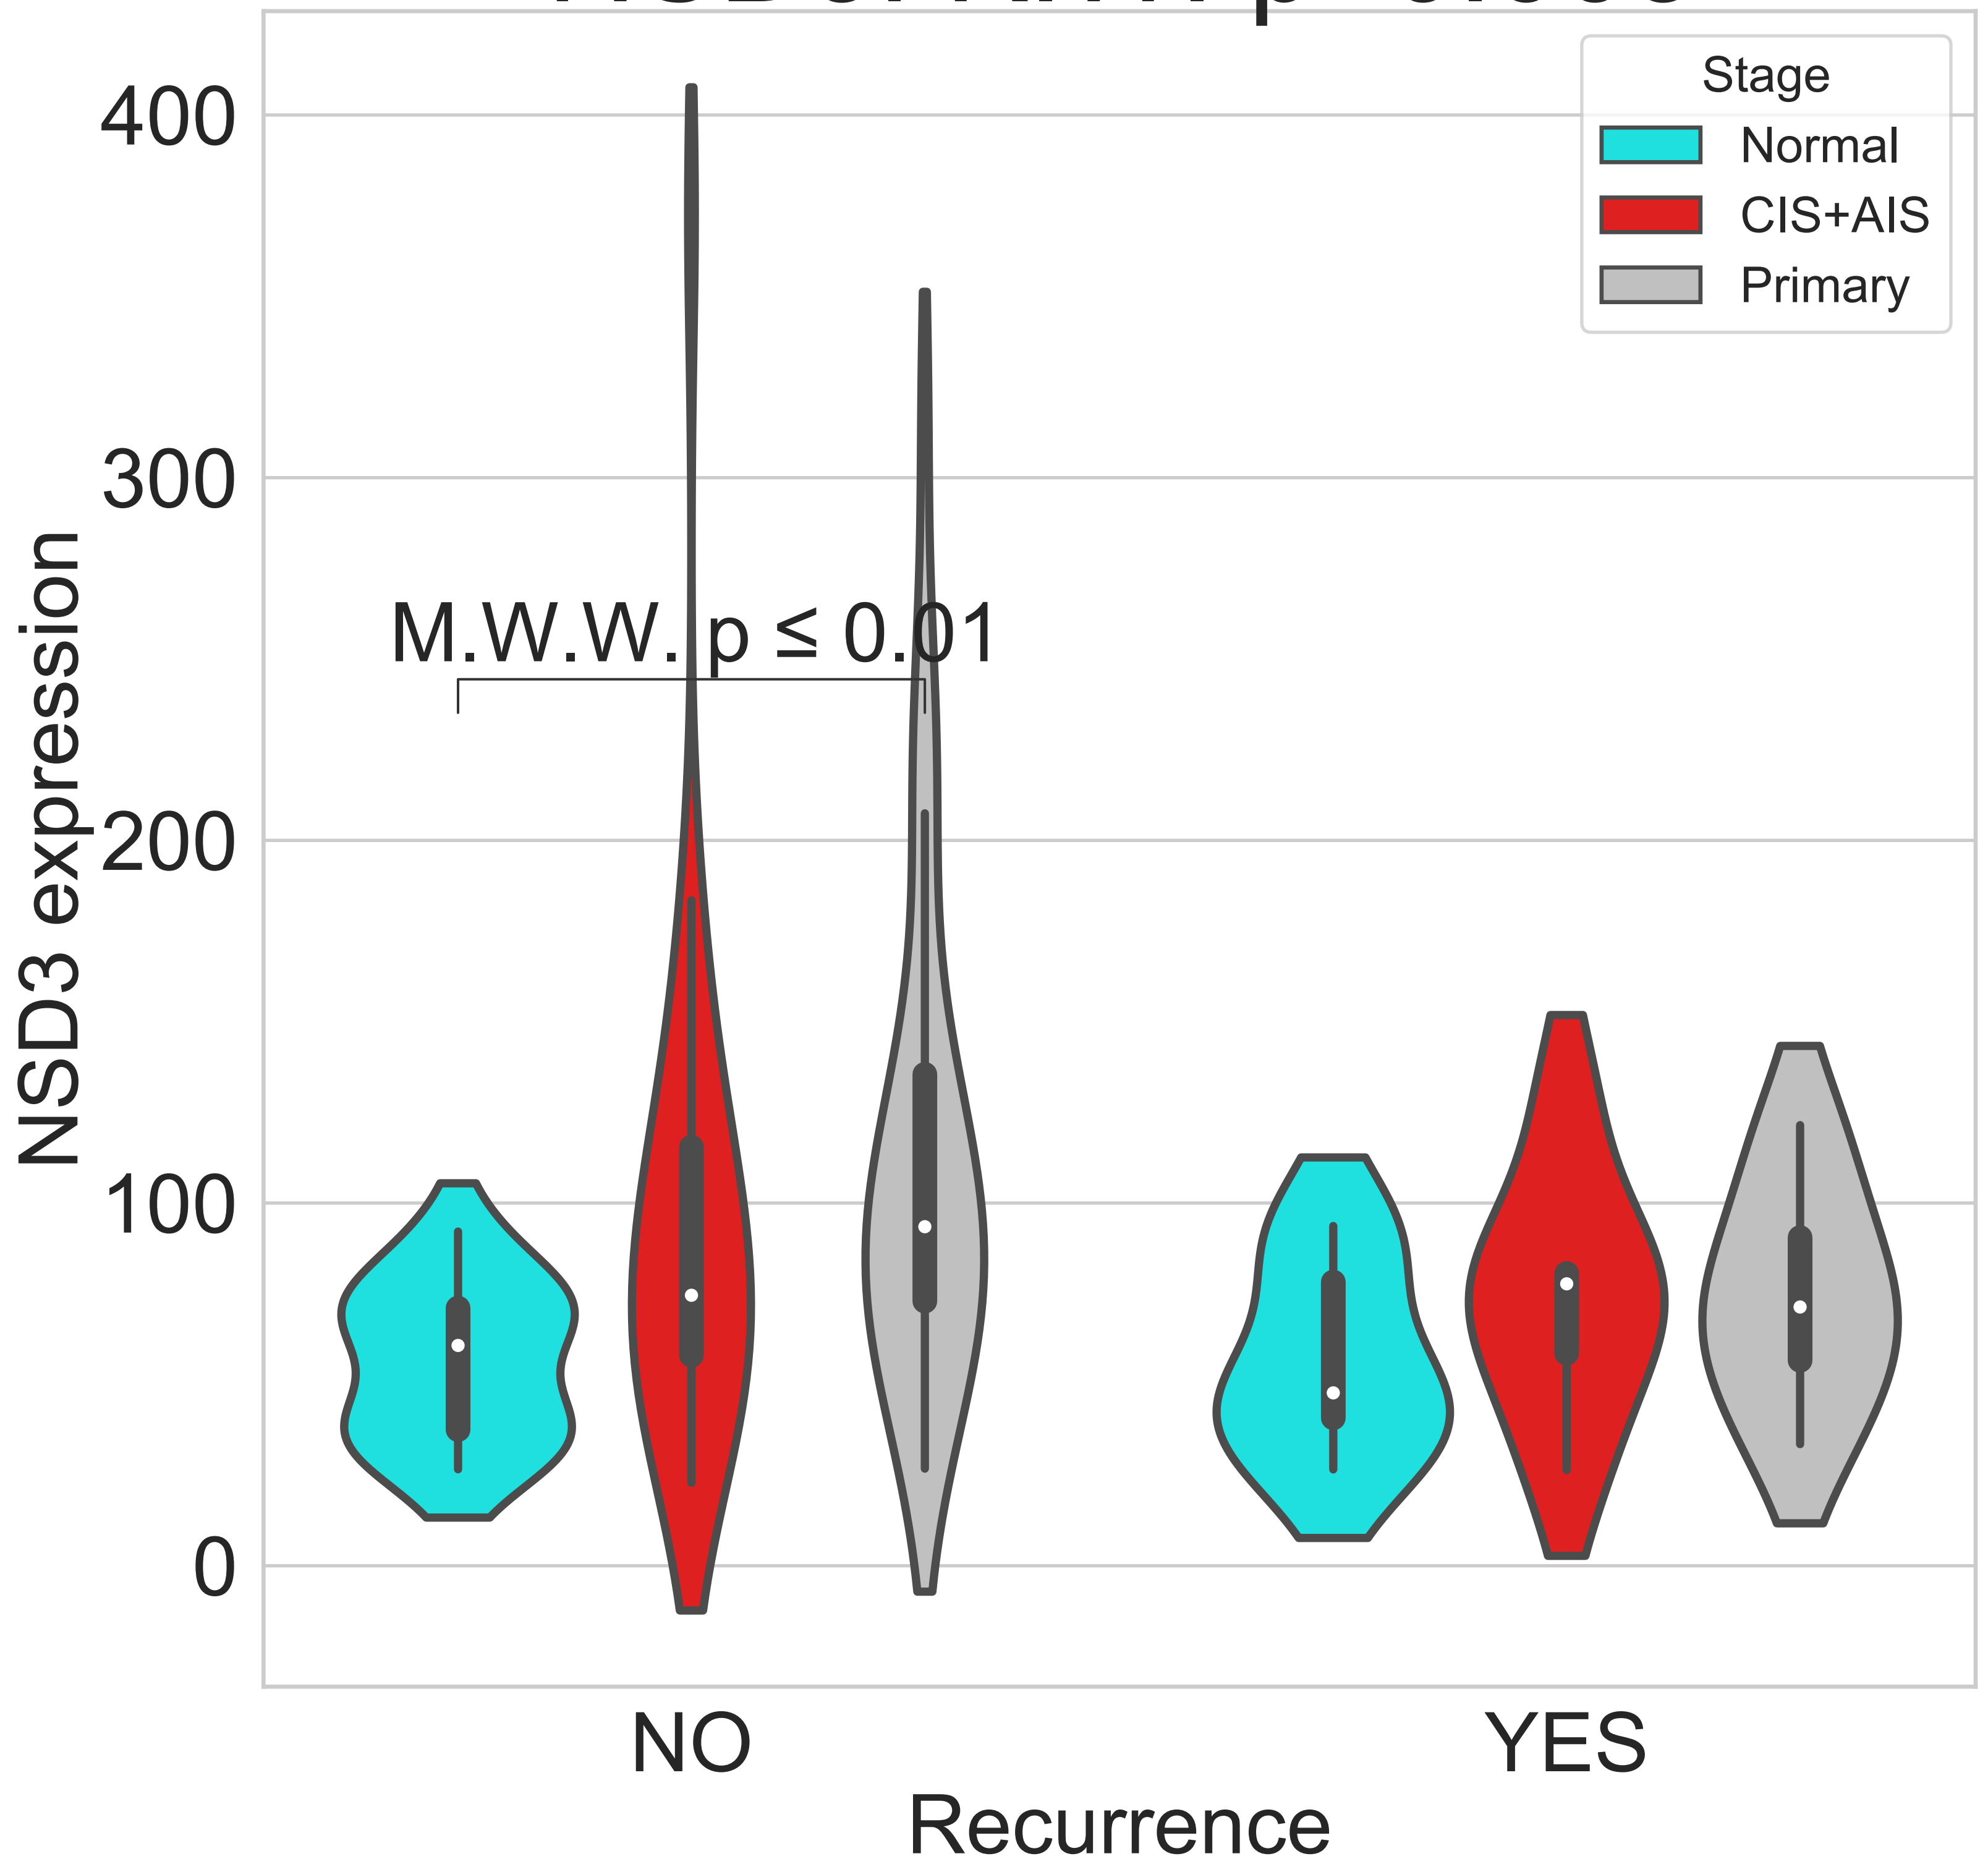 Stage
Normal
CIS+AIS
Primary
400
300
200
100
0
NSD3 expression
M.W.W. p ≤ 0.01
NO
YES
Recurrence